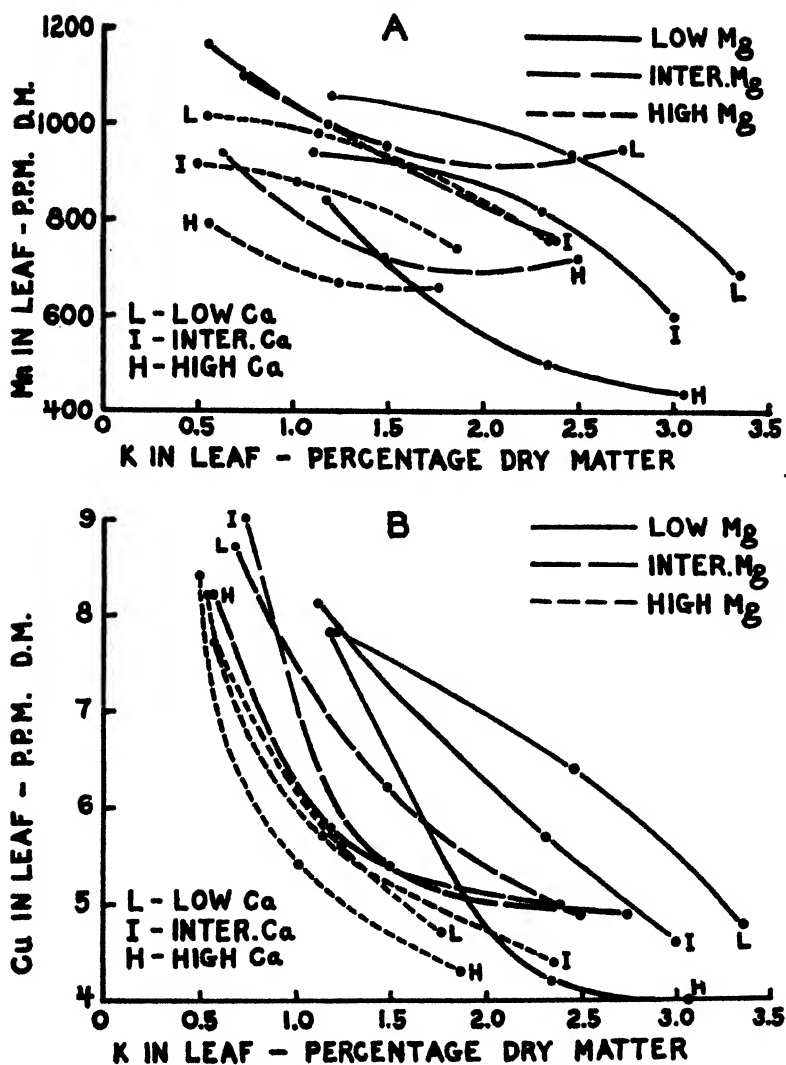 A
LOW Mg
INTER.Mg
HIGH Mg
1200
1000
800
600
400
Mn IN LEAF - P.P.M. D.M.
L
I
H
L
I
H
L
I
H
L - LOW Ca
I - INTER. Ca
H - HIGH Ca
0 0.5 1.0 1.5 2.0 2.5 3.0 3.5
K IN LEAF - PERCENTAGE DRY MATTER
B
LOW Mg
INTER.Mg
HIGH Mg
9
8
7
6
5
4
Cu IN LEAF - P.P.M. D.M.
I
L
H
L
I
H
I
L
H
L - LOW Ca
I - INTER. Ca
H - HIGH Ca
0 0.5 1.0 1.5 2.0 2.5 3.0 3.5
K IN LEAF - PERCENTAGE DRY MATTER